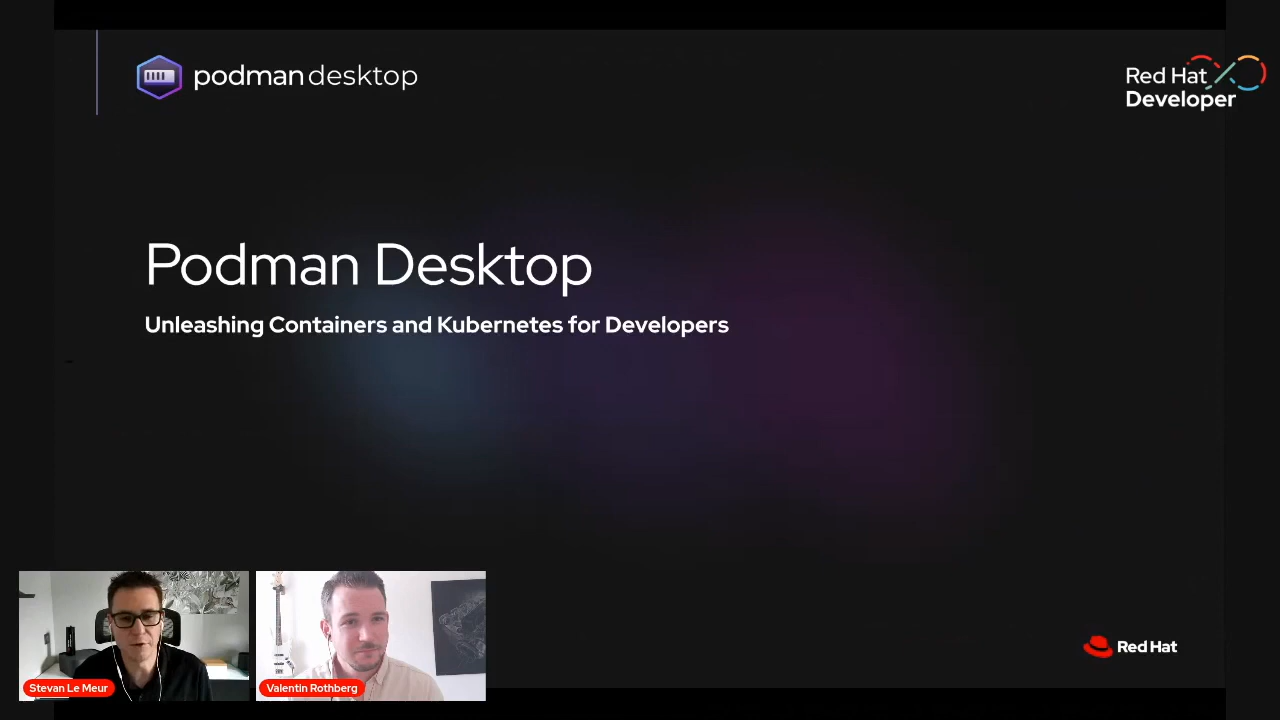 podman desktop
Red Hat
Developer
Podman Desktop
Unleashing Containers and Kubernetes for Developers
Stevan Le Meur
Valentin Rothberg
Red Hat